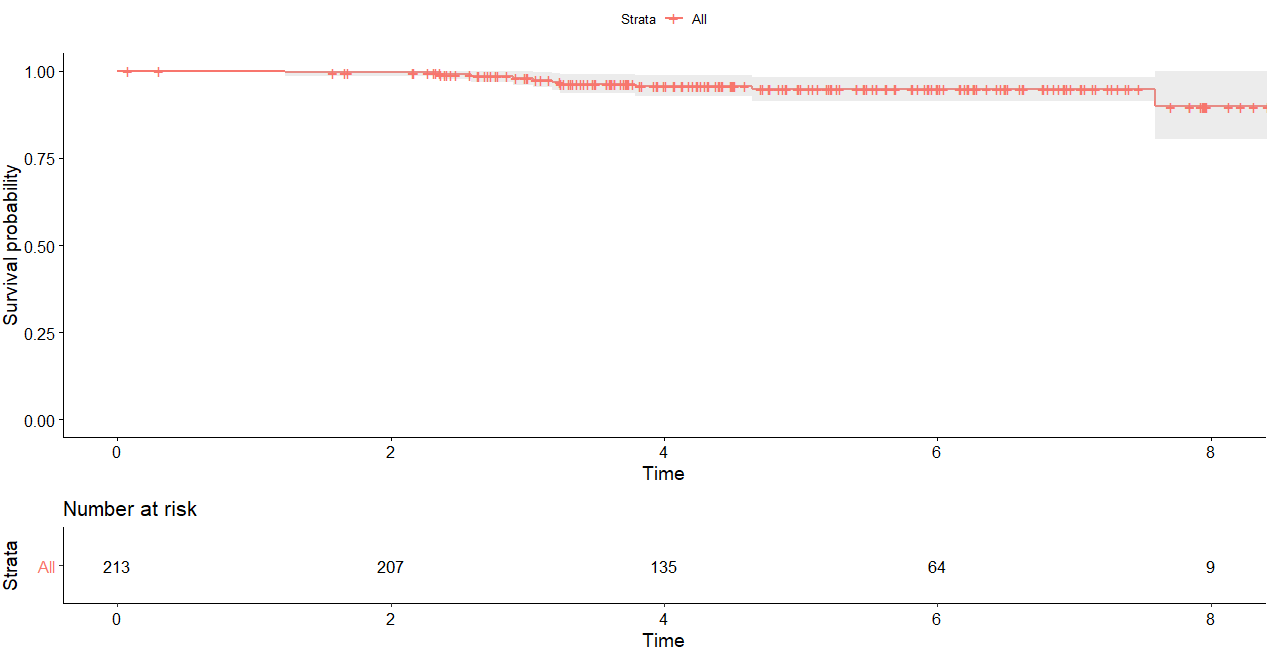 Strata All
1.00
0.75
0.50
0.25
0.00
Survival probability
0 2 4 6 8
Time
Number at risk
Strata
All 213 207 135 64 9
0 2 4 6 8
Time